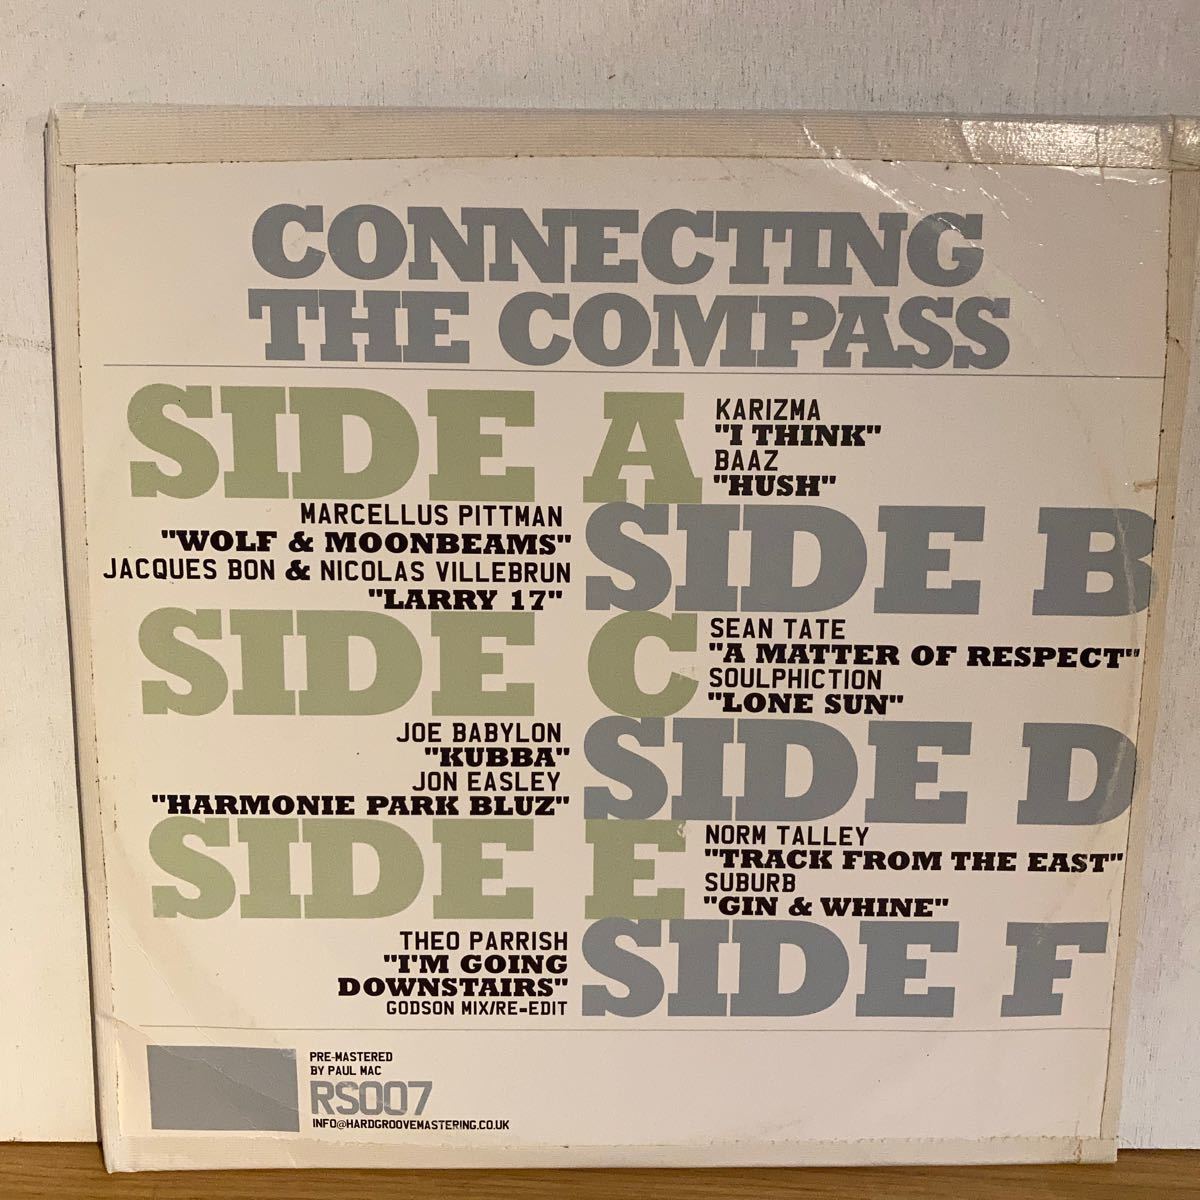 CONNECTING
THE COMPASS
SIDE A
KARIZMA
"I THINK"
BAAZ
"HUSH"
SIDE B
MARCELLUS PITTMAN
"WOLF & MOONBEAMS"
JACQUES BON & NICOLAS VILLEBRUN
"LARRY 17"
SIDE C
SEAN TATE
"A MATTER OF RESPECT"
SOULPHICTION
"LONE SUN"
SIDE D
JOE BABYLON
"KUBBA"
JON EASLEY
"HARMONIE PARK BLUZ"
SIDE E
NORM TALLEY
"TRACK FROM THE EAST"
SUBURB
"GIN & WHINE"
SIDE F
THEO PARRISH
"I'M GOING
DOWNSTAIRS"
GODSON MIX/RE-EDIT
PRE-MASTERED
BY PAUL MAC
RS007
INFO@HARDGROOVEMASTERING.CO.UK